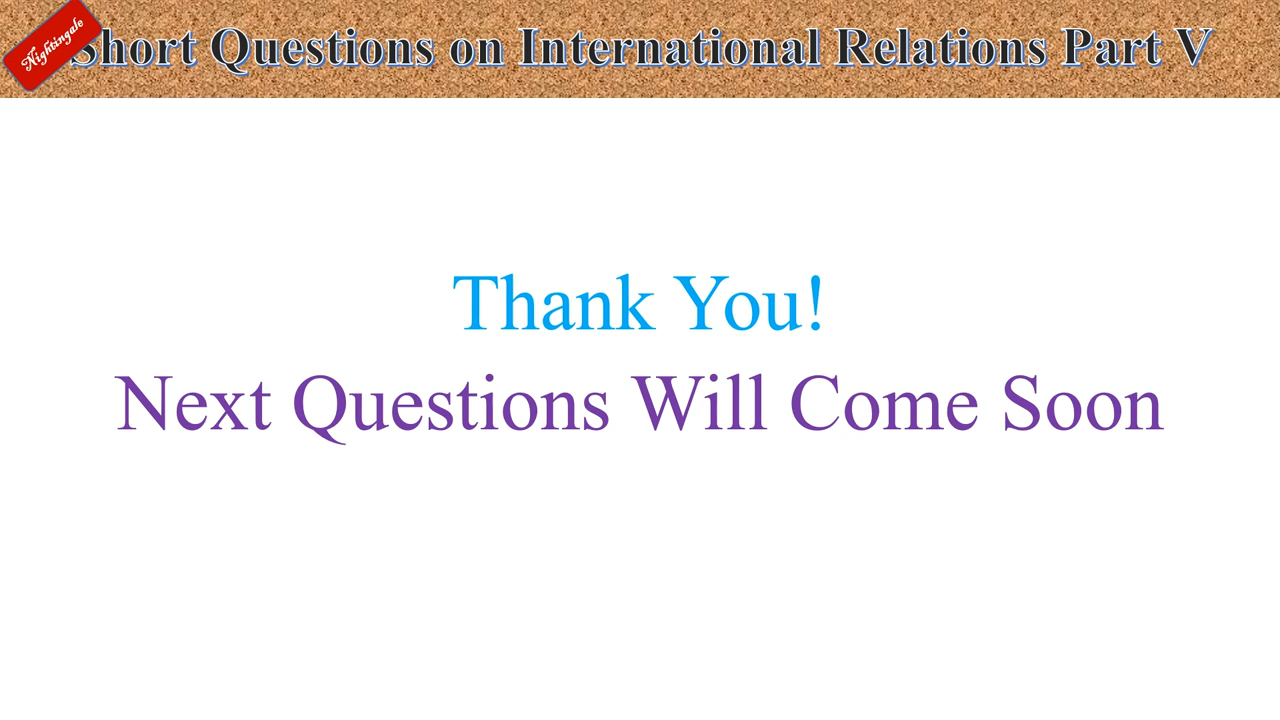 Nightingale
Short Questions on International Relations Part V
Thank You!
Next Questions Will Come Soon